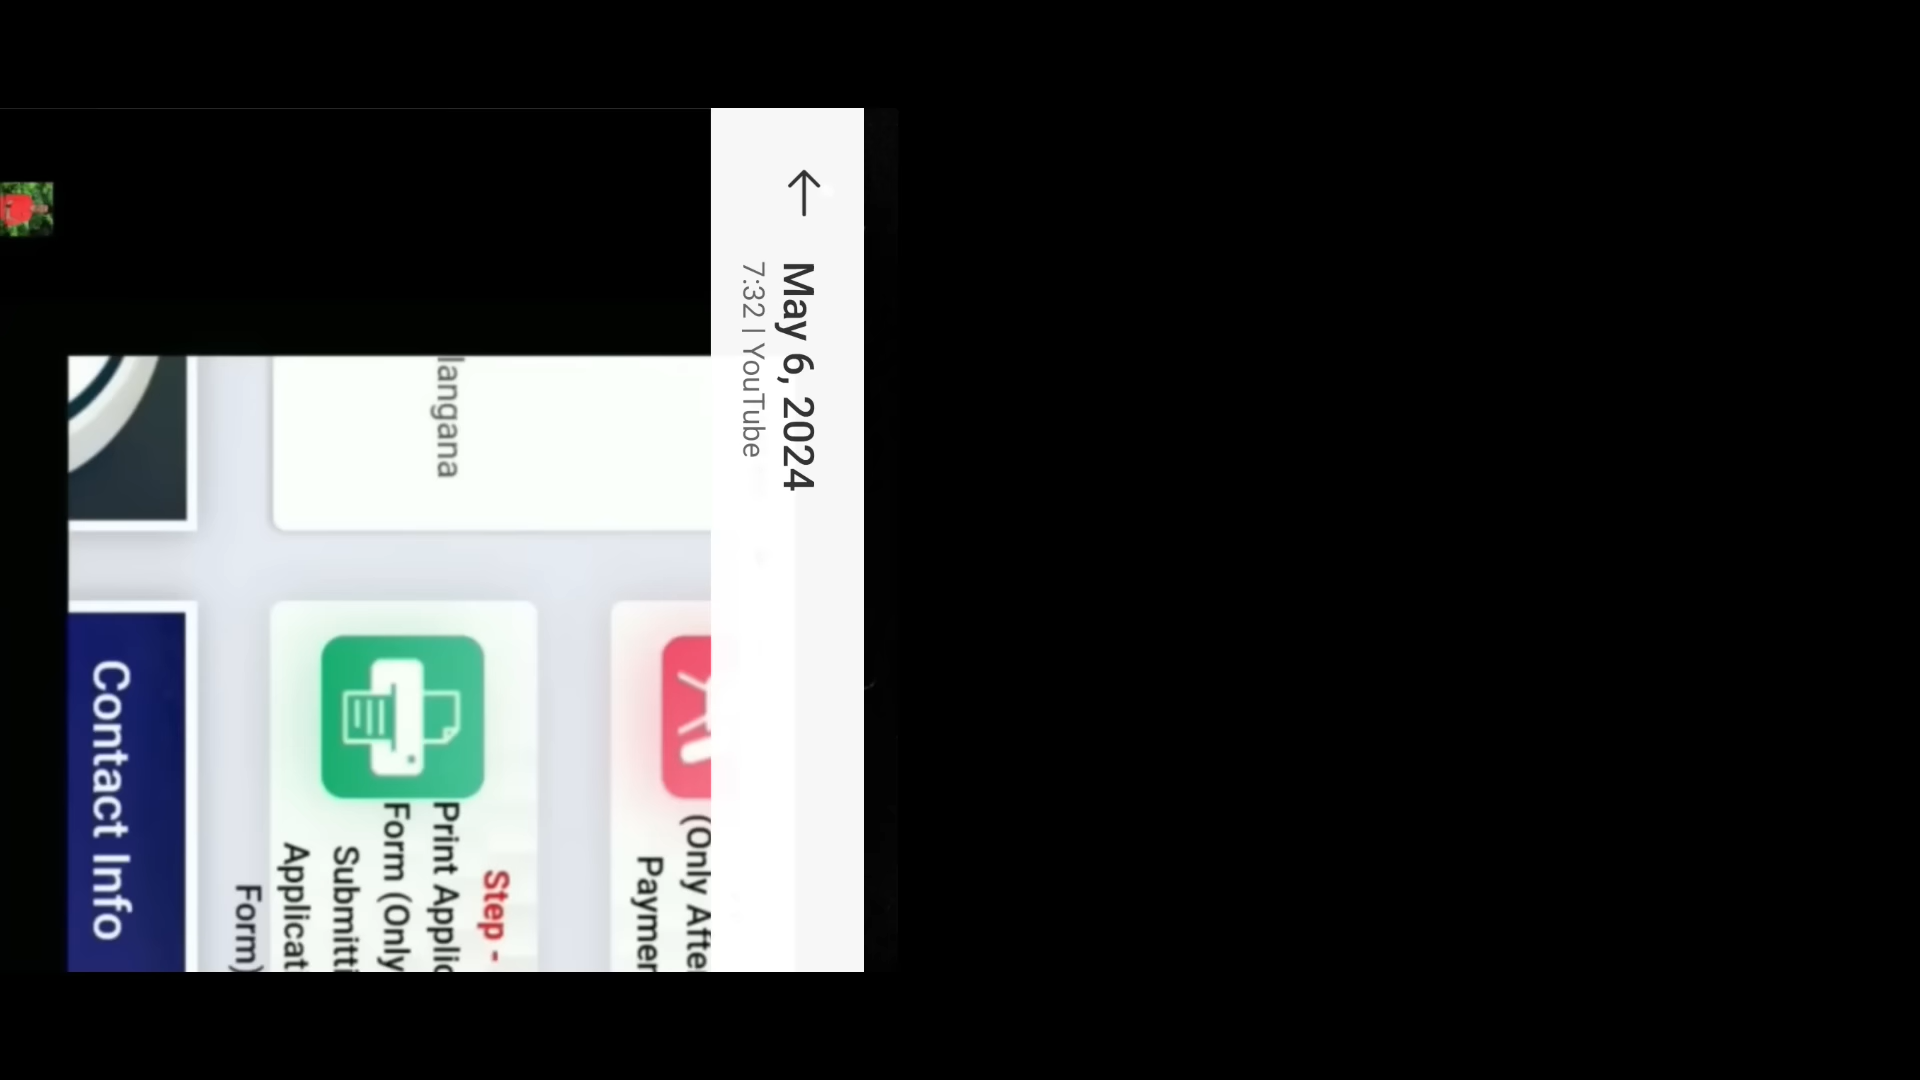 May 6, 2024
7:32 | YouTube
langana
(Only Afte
Paymen
Step -
Print Applic
Form (Only
Submitti
Applicat
Form)
Contact Info